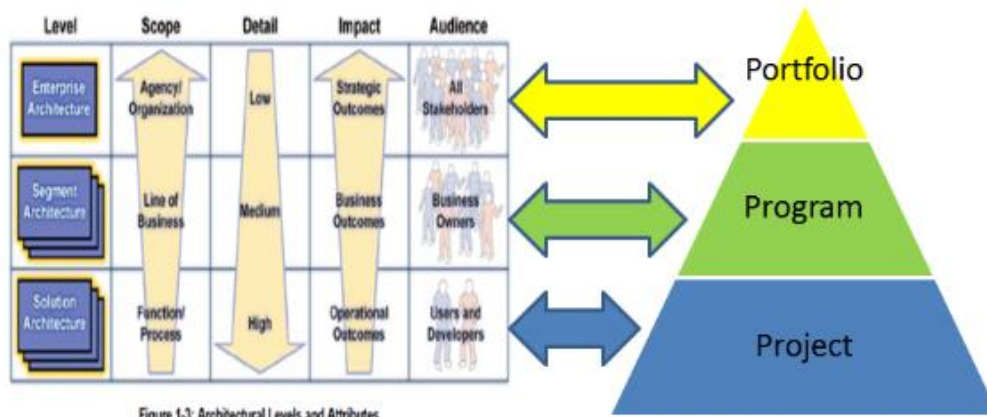 Level Scope Detail Impact Audience
Enterprise
Architecture
Agency/
Organization
Low
Strategic
Outcomes
All
Stakeholders
Segment
Architecture
Line of
Business
Medium
Business
Outcomes
Business
Owners
Solution
Architecture
Function/
Process
High
Operational
Outcomes
Users and
Developers
Figure 1-3: Architectural Levels and Attributes
Portfolio
Program
Project